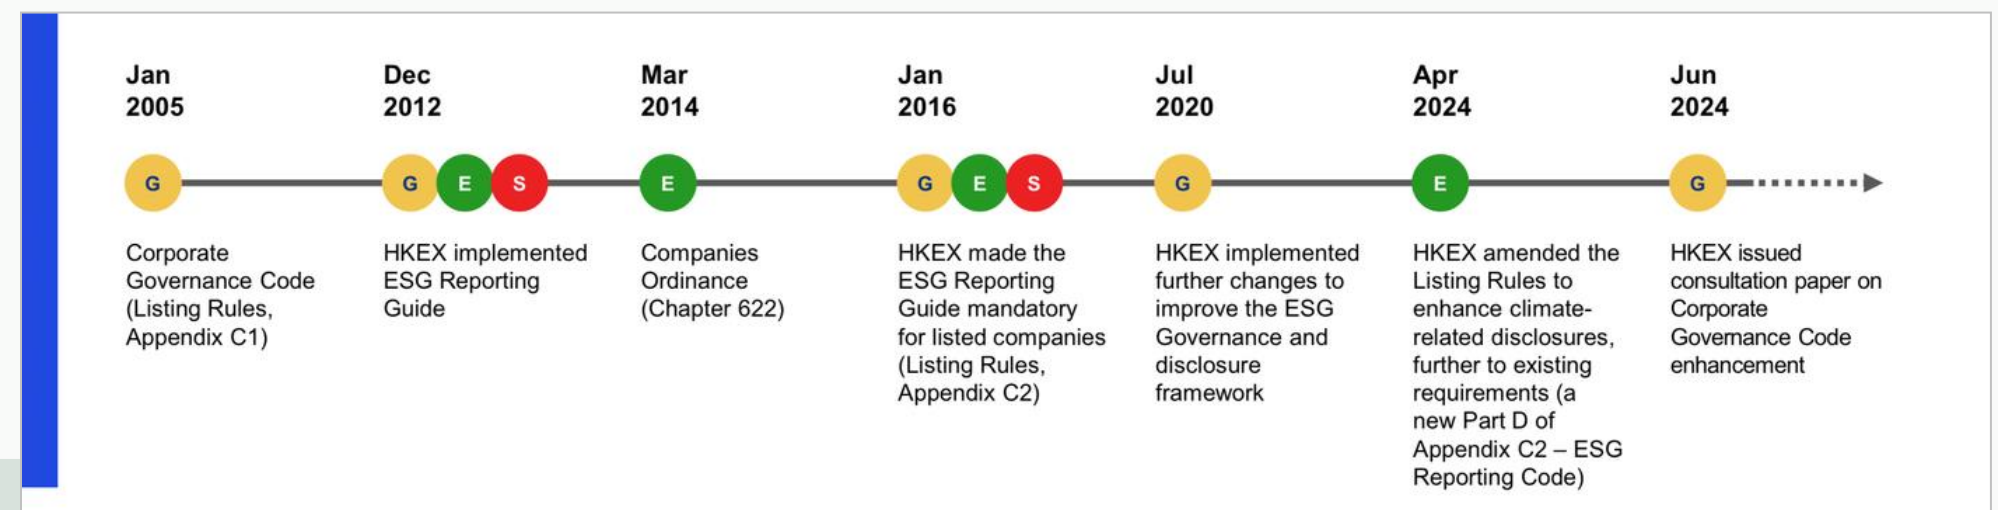 Jan
2005
Dec
2012
Mar
2014
Jan
2016
Jul
2020
Apr
2024
Jun
2024
G
G
E
S
E
G
E
S
G
E
G
Corporate
Governance Code
(Listing Rules,
Appendix C1)
HKEX implemented
ESG Reporting
Guide
Companies
Ordinance
(Chapter 622)
HKEX made the
ESG Reporting
Guide mandatory
for listed companies
(Listing Rules,
Appendix C2)
HKEX implemented
further changes to
improve the ESG
Governance and
disclosure
framework
HKEX amended the
Listing Rules to
enhance climate-
related disclosures,
further to existing
requirements (a
new Part D of
Appendix C2 – ESG
Reporting Code)
HKEX issued
consultation paper on
Corporate
Governance Code
enhancement